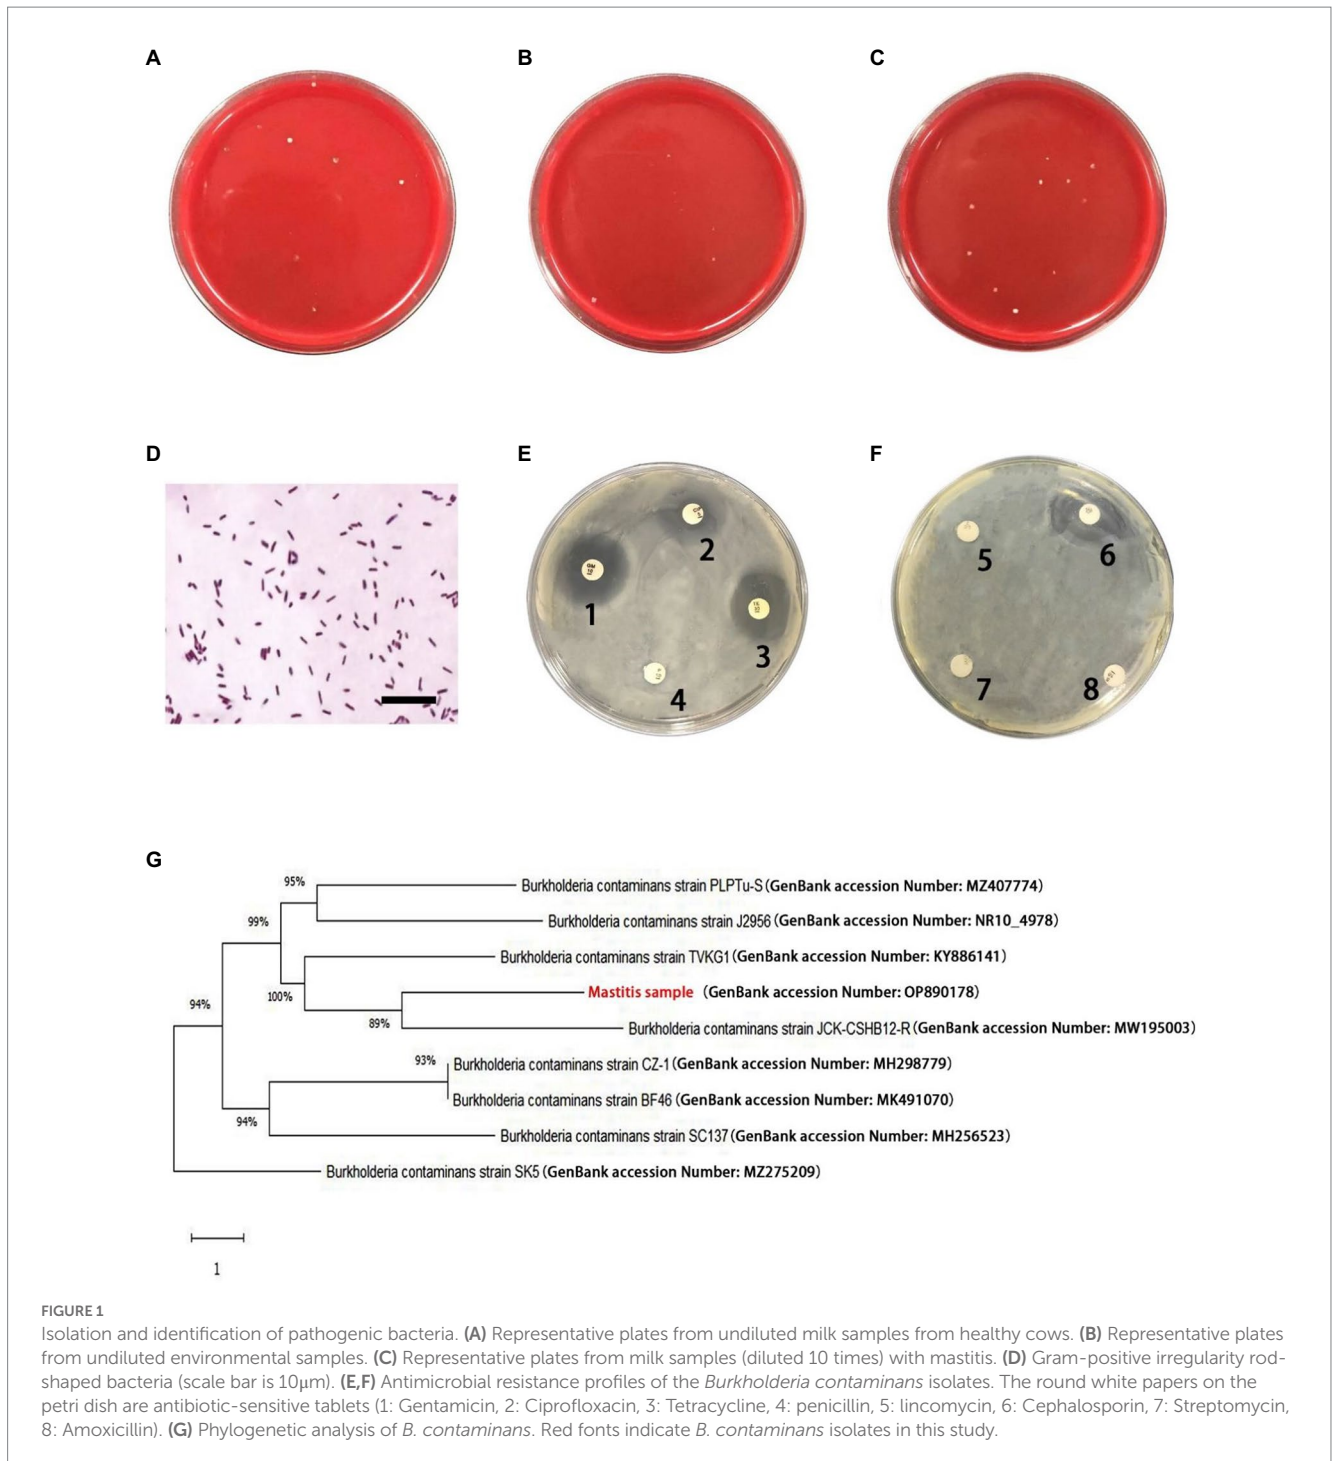 A
B
C
D
E
F
1
2
3
4
GM
10
5
6
7
8
G
95%
Burkholderia contaminans strain PLPTu-S (GenBank accession Number: MZ407774)
99%
Burkholderia contaminans strain J2956 (GenBank accession Number: NR10_4978)
Burkholderia contaminans strain TVKG1 (GenBank accession Number: KY886141)
100%
94%
Mastitis sample (GenBank accession Number: OP890178)
89%
Burkholderia contaminans strain JCK-CSHB12-R (GenBank accession Number: MW195003)
93%
Burkholderia contaminans strain CZ-1 (GenBank accession Number: MH298779)
Burkholderia contaminans strain BF46 (GenBank accession Number: MK491070)
94%
Burkholderia contaminans strain SC137 (GenBank accession Number: MH256523)
Burkholderia contaminans strain SK5 (GenBank accession Number: MZ275209)
1
FIGURE 1
Isolation and identification of pathogenic bacteria. (A) Representative plates from undiluted milk samples from healthy cows. (B) Representative plates
from undiluted environmental samples. (C) Representative plates from milk samples (diluted 10 times) with mastitis. (D) Gram-positive irregularity rod-
shaped bacteria (scale bar is 10μm). (E,F) Antimicrobial resistance profiles of the Burkholderia contaminans isolates. The round white papers on the
petri dish are antibiotic-sensitive tablets (1: Gentamicin, 2: Ciprofloxacin, 3: Tetracycline, 4: penicillin, 5: lincomycin, 6: Cephalosporin, 7: Streptomycin,
8: Amoxicillin). (G) Phylogenetic analysis of B. contaminans. Red fonts indicate B. contaminans isolates in this study.